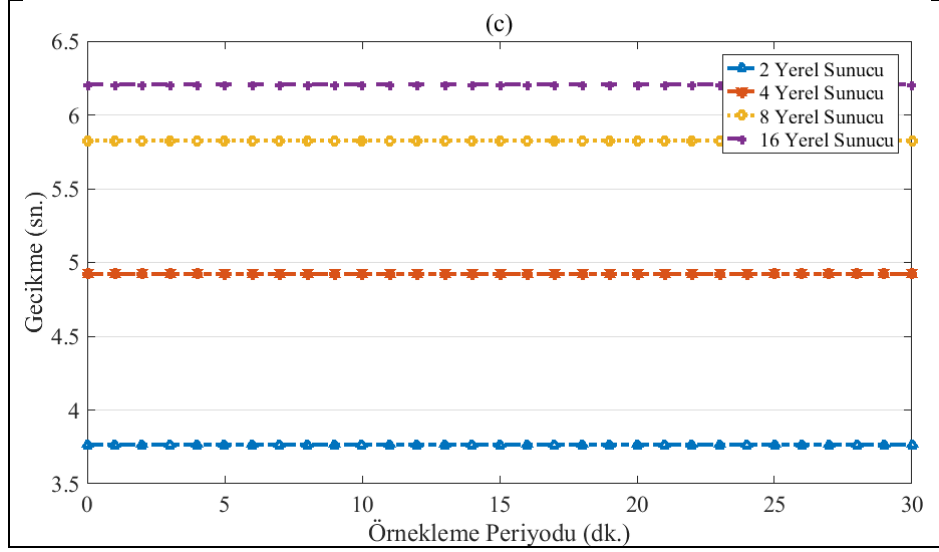 (c)
6.5
6
5.5
5
4.5
4
3.5
Gecikme (sn.)
2 Yerel Sunucu
4 Yerel Sunucu
8 Yerel Sunucu
16 Yerel Sunucu
0 5 10 15 20 25 30
Örnekleme Periyodu (dk.)